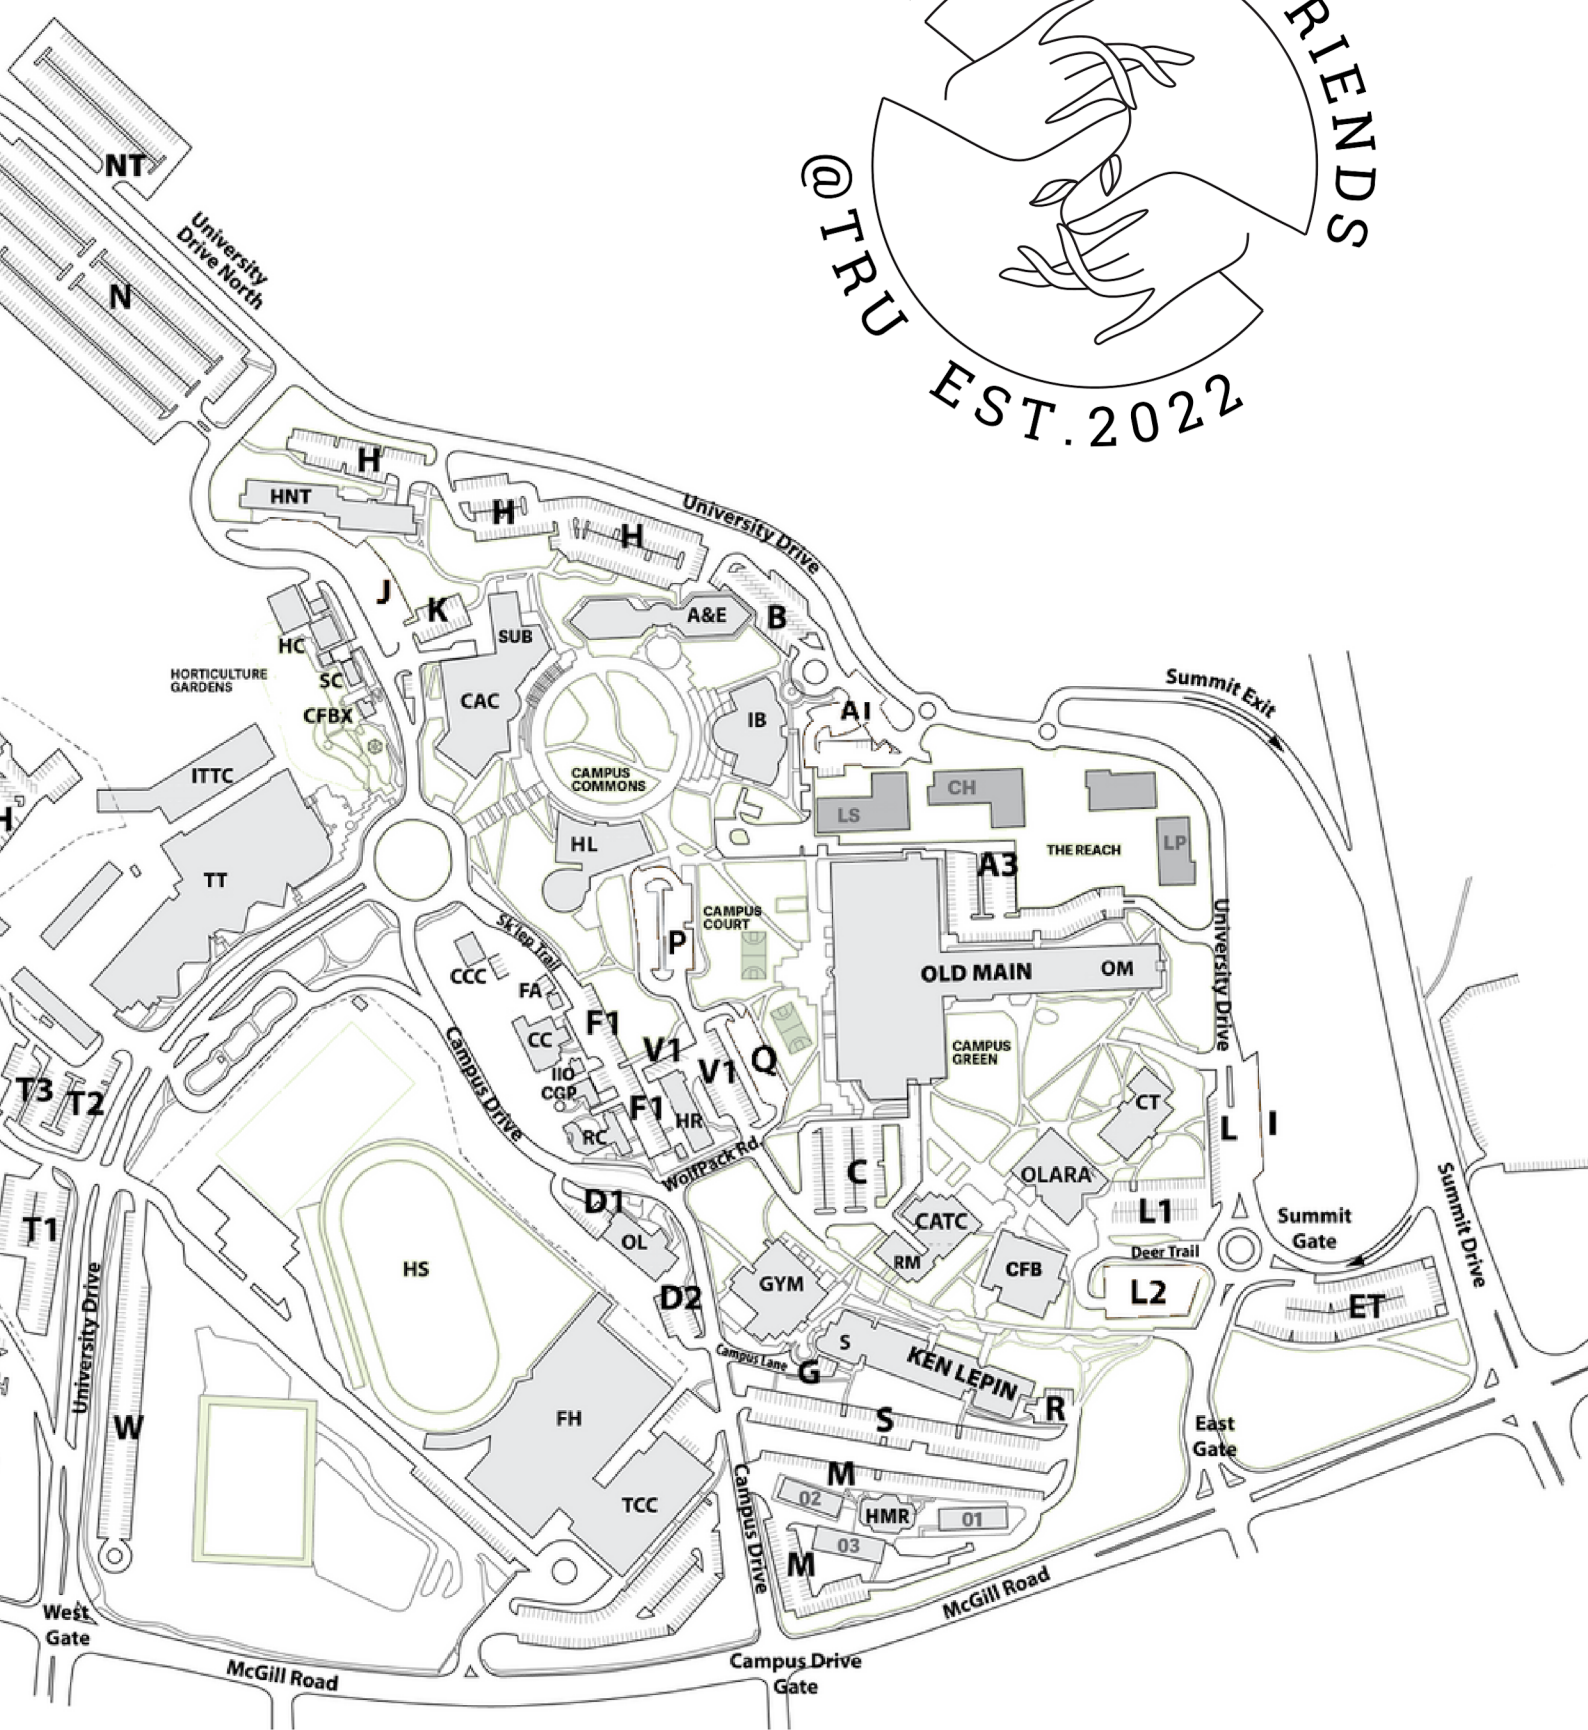 RIENDS
@TRU EST.2022
NT
University
Drive North
N
H
HNT
H
H
University Drive
J
K
SUB
A&E
B
HC
HORTICULTURE
GARDENS
SC
CFBX
CAC
IB
A1
Summit Exit
ITTC
CAMPUS
COMMONS
CH
LS
H
HL
THE REACH
LP
TT
A3
Sk'lep Trail
CAMPUS
COURT
P
University Drive
CCC
FA
OLD MAIN
OM
F1
CC
V1
V1
Q
CAMPUS
GREEN
Campus Drive
IIO
CGP
T3
T2
F1
HR
CT
RC
L
I
WolfPack Rd.
C
OLARA
D1
L1
Summit
Gate
Summit Drive
T1
OL
CATC
RM
Deer Trail
HS
GYM
CFB
L2
D2
ET
University Drive
S
KEN LEPIN
Campus Lane
G
R
W
FH
S
East
Gate
M
02
HMR
01
TCC
Campus Drive
03
M
McGill Road
West
Gate
McGill Road
Campus Drive
Gate